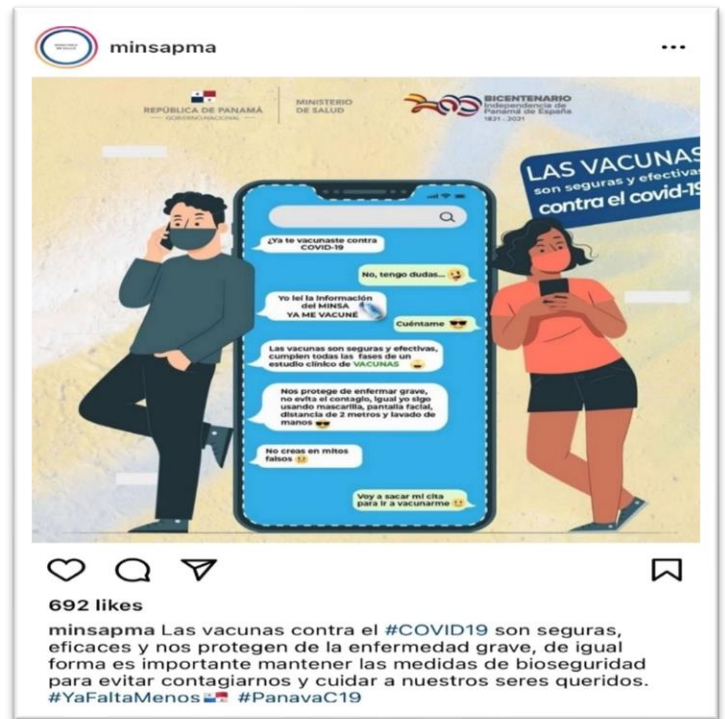 minsapma
REPÚBLICA DE PANAMÁ
— GOBIERNO NACIONAL —
MINISTERIO
DE SALUD
BICENTENARIO
Independencia de
Panamá de España
1821 - 2021
LAS VACUNAS
son seguras y efectivas
contra el covid-19
¿Ya te vacunaste contra
COVID-19
No, tengo dudas...
Yo leí la información
del MINSA
YA ME VACUNÉ
Cuéntame
Las vacunas son seguras y efectivas,
cumplen todas las fases de un
estudio clínico de VACUNAS
Nos protege de enfermar grave,
no evita el contagio, igual yo sigo
usando mascarilla, pantalla facial,
distancia de 2 metros y lavado de
manos
No creas en mitos
falsos
Voy a sacar mi cita
para ir a vacunarme
692 likes
minsapma Las vacunas contra el #COVID19 son seguras,
eficaces y nos protegen de la enfermedad grave, de igual
forma es importante mantener las medidas de bioseguridad
para evitar contagiarnos y cuidar a nuestros seres queridos.
#YaFaltaMenos🇵🇦 #PanavaC19